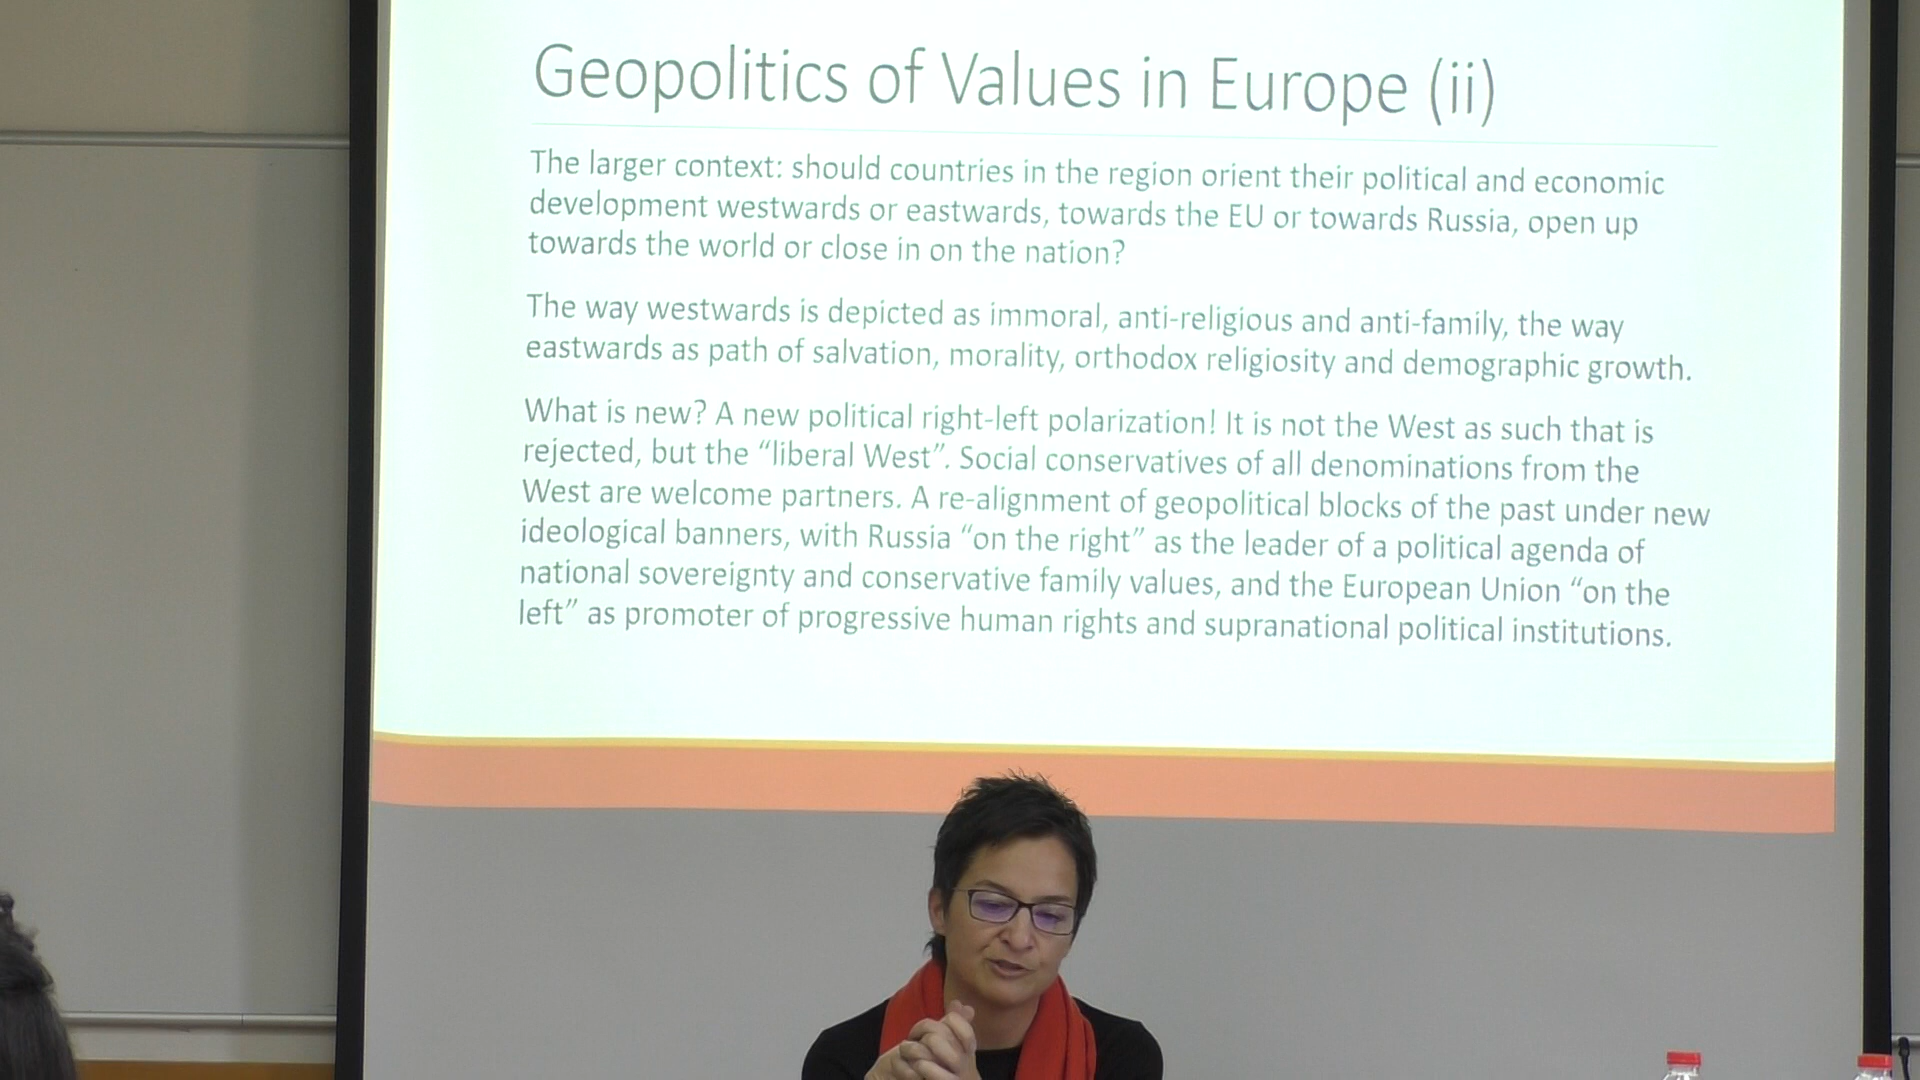 Geopolitics of Values in Europe (ii)
The larger context: should countries in the region orient their political and economic
development westwards or eastwards, towards the EU or towards Russia, open up
towards the world or close in on the nation?
The way westwards is depicted as immoral, anti-religious and anti-family, the way
eastwards as path of salvation, morality, orthodox religiosity and demographic growth.
What is new? A new political right-left polarization! It is not the West as such that is
rejected, but the “liberal West”. Social conservatives of all denominations from the
West are welcome partners. A re-alignment of geopolitical blocks of the past under new
ideological banners, with Russia “on the right” as the leader of a political agenda of
national sovereignty and conservative family values, and the European Union “on the
left” as promoter of progressive human rights and supranational political institutions.